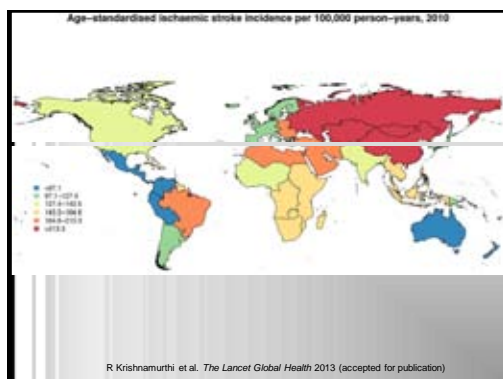 Age-standardised ischaemic stroke incidence per 100,000 person-years, 2010
R Krishnamurthi et al. The Lancet Global Health 2013 (accepted for publication)